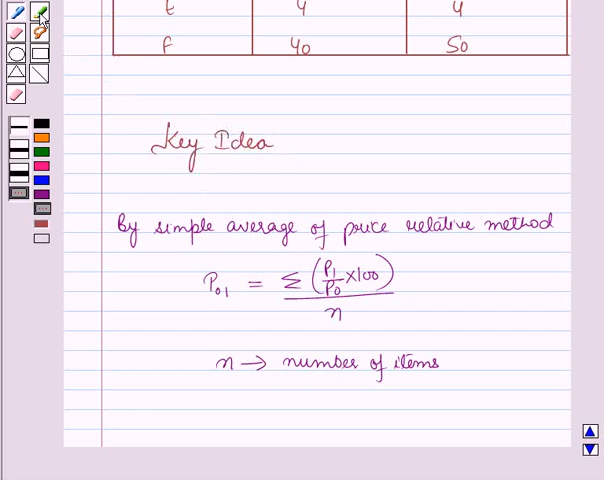 t 4 4
F 40 50
Key Idea
By simple average of price relative method
P₀₁ = Σ (P₁/P₀ ×100) / n
n → number of items